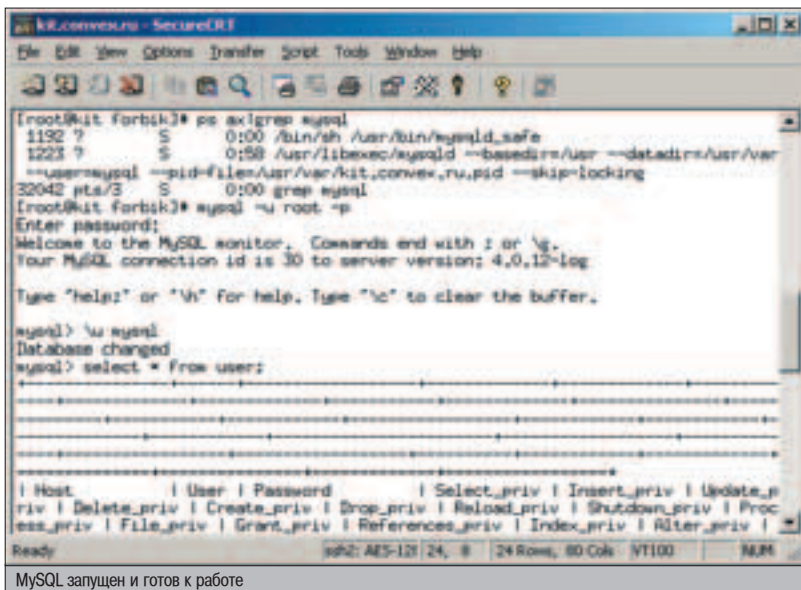 kit.convex.ru - SecureCRT
File Edit View Options Transfer Script Tools Window Help
[root@kit forbik]# ps ax|grep mysql
1192 ? S 0:00 /bin/sh /usr/bin/mysqld_safe
1223 ? S 0:58 /usr/libexec/mysqld --basedir=/usr --datadir=/usr/var
--user=mysql --pid-file=/usr/var/kit.convex.ru.pid --skip-locking
32042 pts/3 S 0:00 grep mysql
[root@kit forbik]# mysql -u root -p
Enter password:
Welcome to the MySQL monitor. Commands end with ; or \g.
Your MySQL connection id is 30 to server version: 4.0.12-log
Type "help;" or "\h" for help. Type "\c" to clear the buffer.
mysql> \u mysql
Database changed
mysql> select * from user;
| Host | User | Password | Select_priv | Insert_priv | Update_p
riv | Delete_priv | Create_priv | Drop_priv | Reload_priv | Shutdown_priv | Proc
ess_priv | File_priv | Grant_priv | References_priv | Index_priv | Alter_priv |
Ready ssh2: AES-128 24, 8 24 Rows, 80 Cols VT100 NUM
MySQL запущен и готов к работе